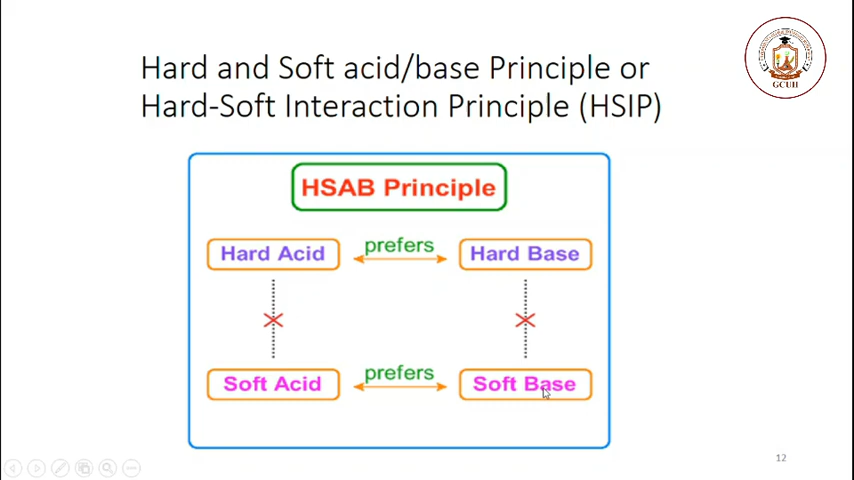 GCUH
Hard and Soft acid/base Principle or
Hard-Soft Interaction Principle (HSIP)
HSAB Principle
Hard Acid prefers Hard Base
Soft Acid prefers Soft Base
12